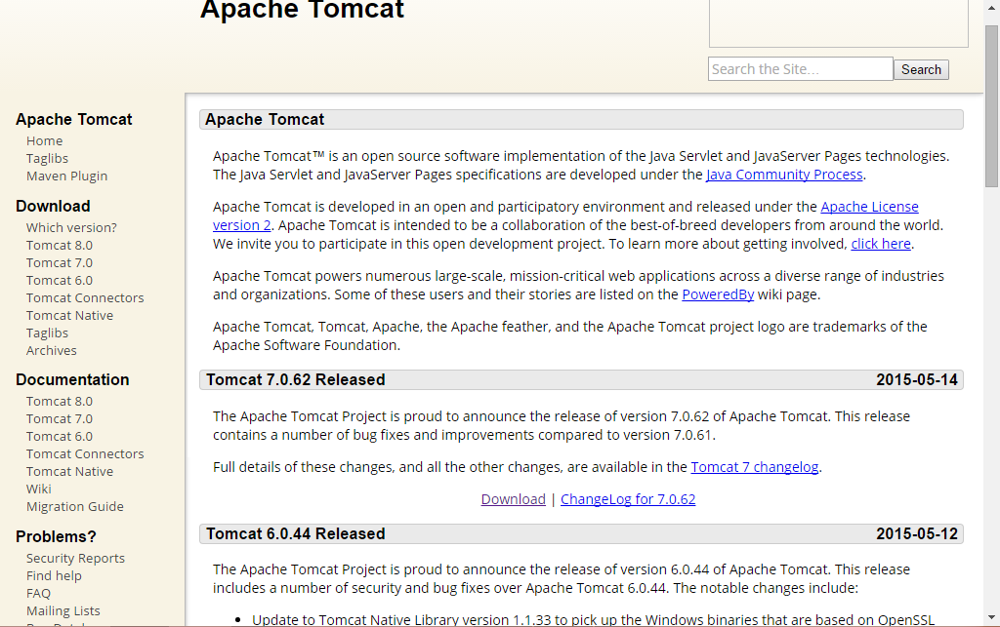 Apache Tomcat
Search the Site...
Search
Apache Tomcat
Home
Taglibs
Maven Plugin
Download
Which version?
Tomcat 8.0
Tomcat 7.0
Tomcat 6.0
Tomcat Connectors
Tomcat Native
Taglibs
Archives
Documentation
Tomcat 8.0
Tomcat 7.0
Tomcat 6.0
Tomcat Connectors
Tomcat Native
Wiki
Migration Guide
Problems?
Security Reports
Find help
FAQ
Mailing Lists
Apache Tomcat
Apache Tomcat™ is an open source software implementation of the Java Servlet and JavaServer Pages technologies.
The Java Servlet and JavaServer Pages specifications are developed under the Java Community Process.
Apache Tomcat is developed in an open and participatory environment and released under the Apache License
version 2. Apache Tomcat is intended to be a collaboration of the best-of-breed developers from around the world.
We invite you to participate in this open development project. To learn more about getting involved, click here.
Apache Tomcat powers numerous large-scale, mission-critical web applications across a diverse range of industries
and organizations. Some of these users and their stories are listed on the PoweredBy wiki page.
Apache Tomcat, Tomcat, Apache, the Apache feather, and the Apache Tomcat project logo are trademarks of the
Apache Software Foundation.
Tomcat 7.0.62 Released 2015-05-14
The Apache Tomcat Project is proud to announce the release of version 7.0.62 of Apache Tomcat. This release
contains a number of bug fixes and improvements compared to version 7.0.61.
Full details of these changes, and all the other changes, are available in the Tomcat 7 changelog.
Download | ChangeLog for 7.0.62
Tomcat 6.0.44 Released 2015-05-12
The Apache Tomcat Project is proud to announce the release of version 6.0.44 of Apache Tomcat. This release
includes a number of security and bug fixes over Apache Tomcat 6.0.44. The notable changes include:
• Update to Tomcat Native Library version 1.1.33 to pick up the Windows binaries that are based on OpenSSL